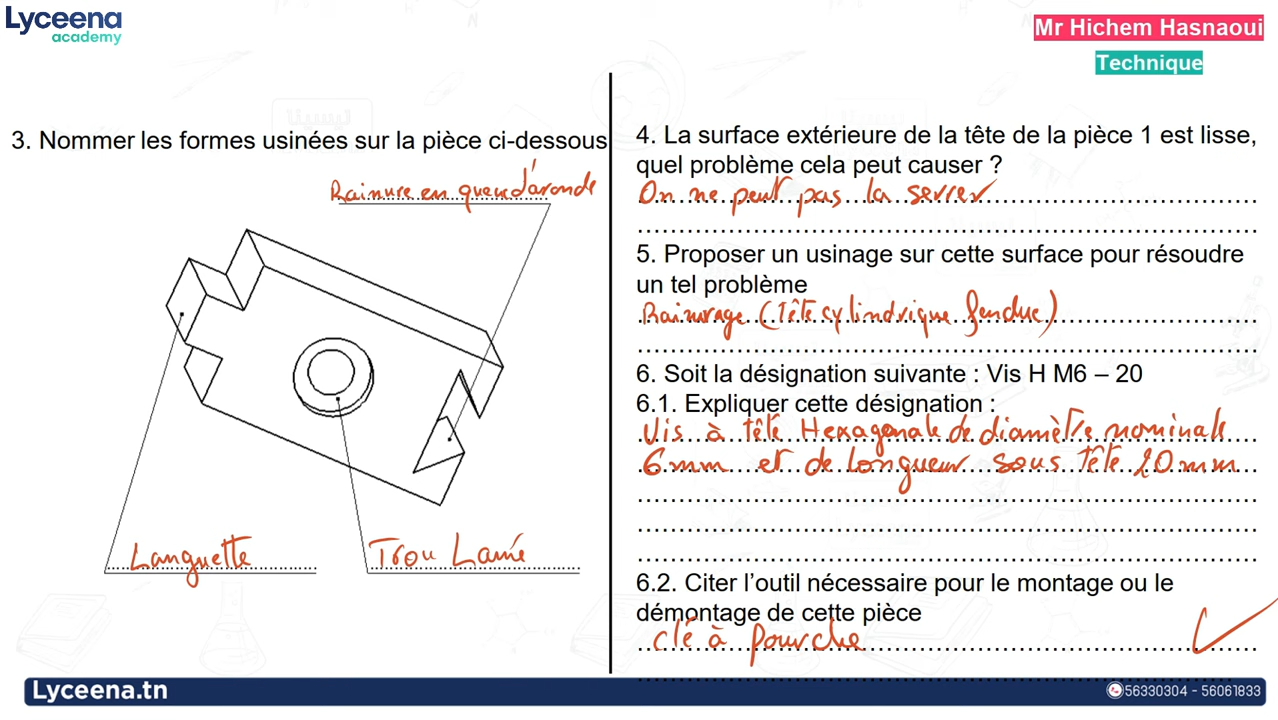 Lyceena
academy
Mr Hichem Hasnaoui
Technique
3. Nommer les formes usinées sur la pièce ci-dessous
Rainure en queue d'aronde
Languette
Trou Lamé
4. La surface extérieure de la tête de la pièce 1 est lisse,
quel problème cela peut causer ?
On ne peut pas la serrer
5. Proposer un usinage sur cette surface pour résoudre
un tel problème
Rainurage (Tête cylindrique fendue)
6. Soit la désignation suivante : Vis H M6 – 20
6.1. Expliquer cette désignation :
Vis à tête Hexagonale de diamètre nominale
6mm et de longueur sous tête 20mm
6.2. Citer l’outil nécessaire pour le montage ou le
démontage de cette pièce
clé à fourche
Lyceena.tn
56330304 - 56061833